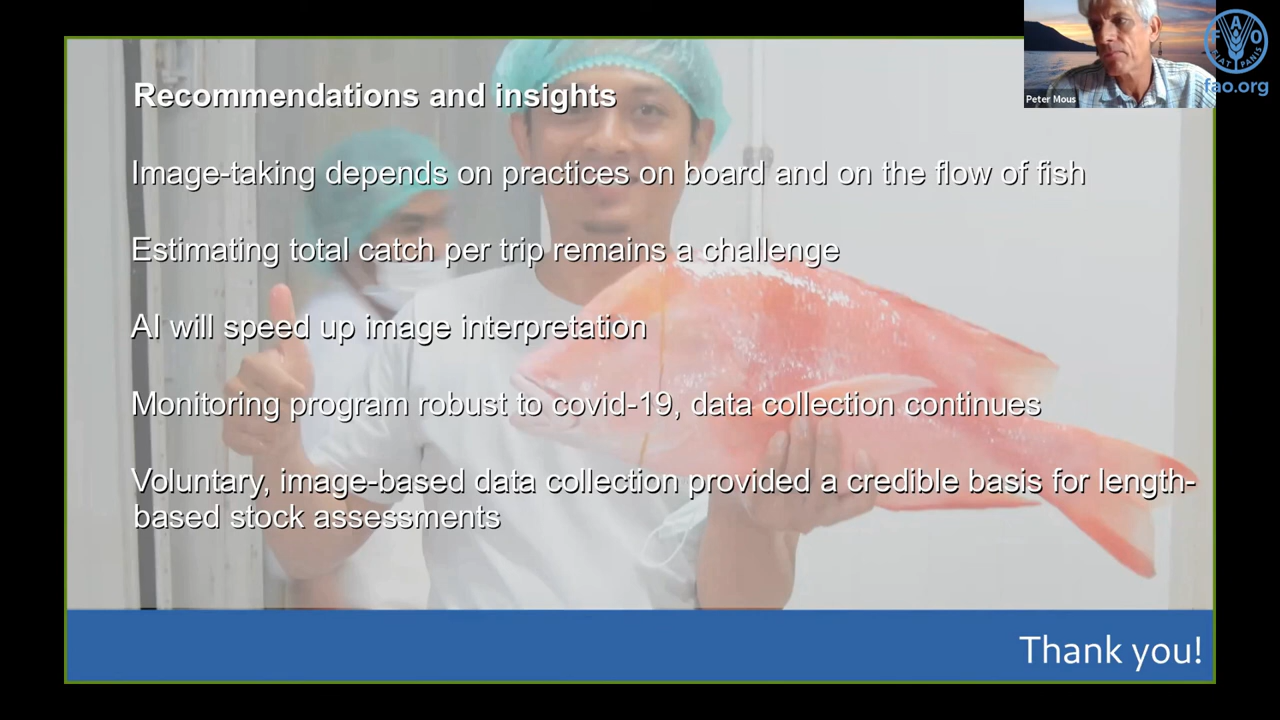 Recommendations and insights
Image-taking depends on practices on board and on the flow of fish
Estimating total catch per trip remains a challenge
AI will speed up image interpretation
Monitoring program robust to covid-19, data collection continues
Voluntary, image-based data collection provided a credible basis for length-
based stock assessments
Thank you!
Peter Mous
F A O
FIAT PANIS
fao.org